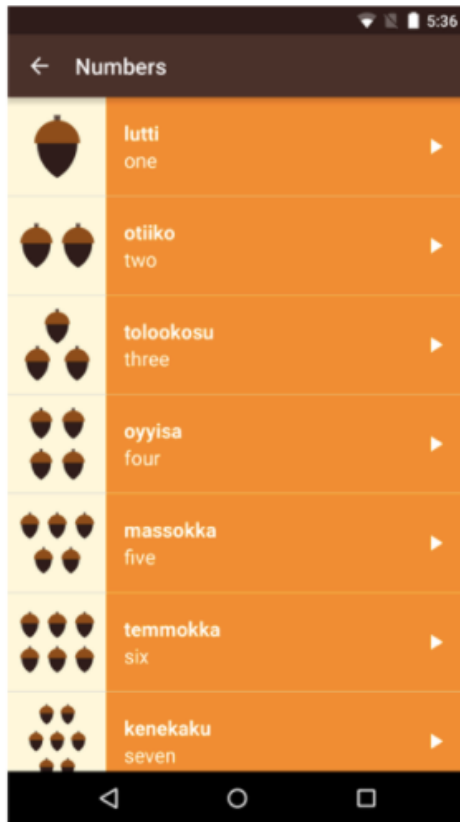 5:36
Numbers
lutti
one
otiiko
two
tolookosu
three
oyyisa
four
massokka
five
temmokka
six
kenekaku
seven